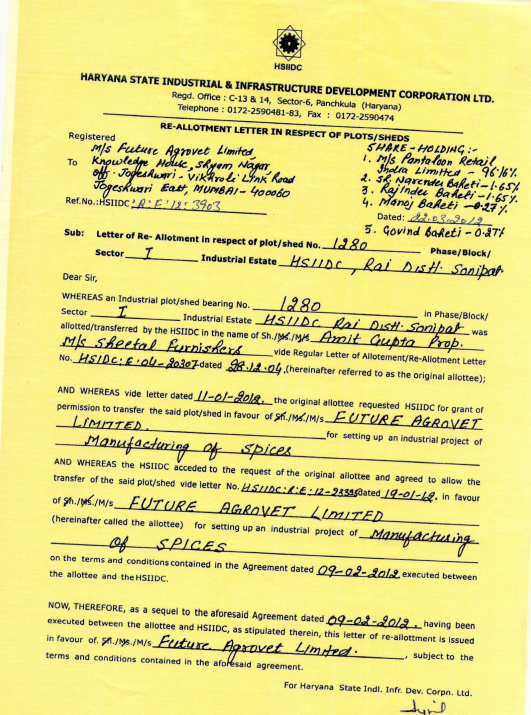 HSIIDC
HARYANA STATE INDUSTRIAL & INFRASTRUCTURE DEVELOPMENT CORPORATION LTD.
Regd. Office : C-13 & 14, Sector-6, Panchkula (Haryana)
Telephone : 0172-2590481-83, Fax : 0172-2590474
RE-ALLOTMENT LETTER IN RESPECT OF PLOTS/SHEDS
Registered
To
M/s Future Agrovet Limited
Knowledge House, Shyam Nagar
off. Jogeshwari - Vikhroli Link Road
Jogeshwari East, MUMBAI - 400060
Ref.No.:HSIIDC: R: E: 12: 3903
SHARE-HOLDING:-
1. M/s Pantaloon Retail
India Limited - 96.16%
2. Sh. Narender Baheti - 1.65%
3. Rajinder Baheti - 1.65%
4. Manoj Baheti - 0.27%
Dated: 22.03.2012
5. Govind Baheti - 0.27%
Sub: Letter of Re- Allotment in respect of plot/shed No. 1280 Phase/Block/
Sector I Industrial Estate HSIIDC, Rai Distt. Sonipat
Dear Sir,
WHEREAS an Industrial plot/shed bearing No. 1280 in Phase/Block/
Sector I Industrial Estate HSIIDC Rai Distt. Sonipat was
allotted/transferred by the HSIIDC in the name of Sh./Ms./M/s Amit Gupta Prop.
M/s Sheetal Furnishers vide Regular Letter of Allotement/Re-Allotment Letter
No. HSIDC: E: 04-20307 dated 28.12.04, (hereinafter referred to as the original allottee);
AND WHEREAS vide letter dated 11-01-2012, the original allottee requested HSIIDC for grant of
permission to transfer the said plot/shed in favour of Sh./Ms./M/s FUTURE AGROVET
LIMITED. for setting up an industrial project of
Manufacturing of Spices
AND WHEREAS the HSIIDC acceded to the request of the original allottee and agreed to allow the
transfer of the said plot/shed vide letter No. HSIIDC: R: E: 12- dated 19-01-12. in favour
of Sh./Ms./M/s FUTURE AGROVET LIMITED
(hereinafter called the allottee) for setting up an industrial project of Manufacturing
Of SPICES
on the terms and conditions contained in the Agreement dated 09-02-2012 executed between
the allottee and the HSIIDC.
NOW, THEREFORE, as a sequel to the aforesaid Agreement dated 09-02-2012, having been
executed between the allottee and HSIIDC, as stipulated therein, this letter of re-allottment is issued
in favour of. Sh./Ms./M/s Future Agrovet Limited. , subject to the
terms and conditions contained in the aforesaid agreement.
For Haryana State Indl. Infr. Dev. Corpn. Ltd.